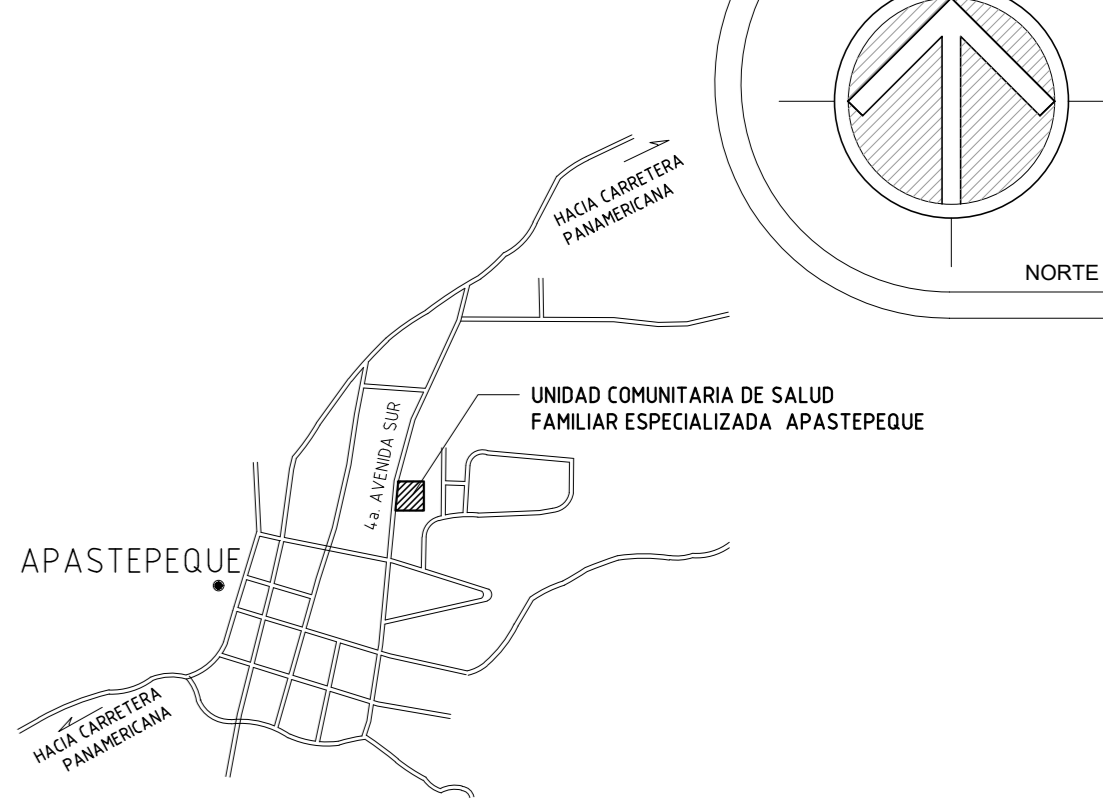 HACIA CARRETERA
PANAMERICANA
NORTE
UNIDAD COMUNITARIA DE SALUD
FAMILIAR ESPECIALIZADA APASTEPEQUE
4a. AVENIDA SUR
APASTEPEQUE
HACIA CARRETERA
PANAMERICANA